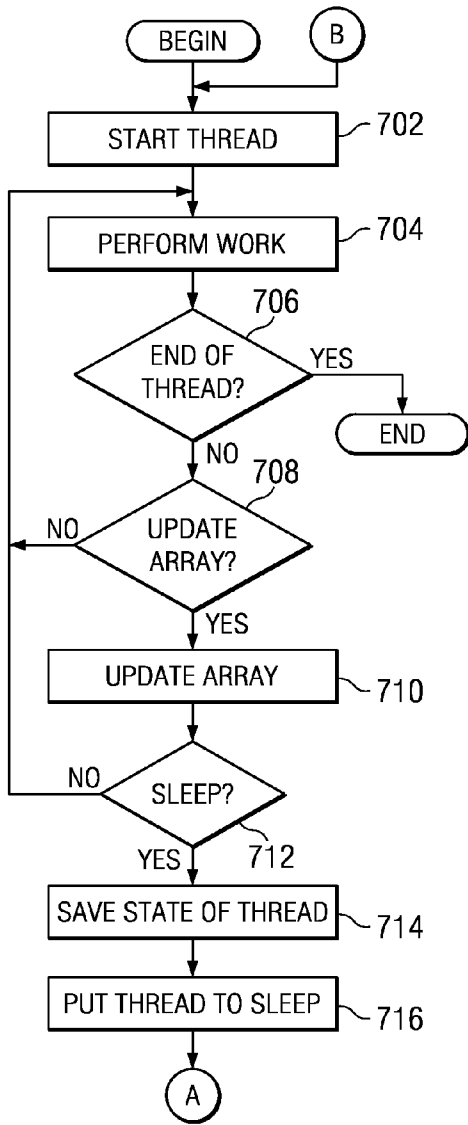 BEGIN
B
START THREAD
702
PERFORM WORK
704
706
END OF
THREAD?
YES
END
NO
708
UPDATE
ARRAY?
NO
YES
UPDATE ARRAY
710
NO
SLEEP?
712
YES
SAVE STATE OF THREAD
714
PUT THREAD TO SLEEP
716
A